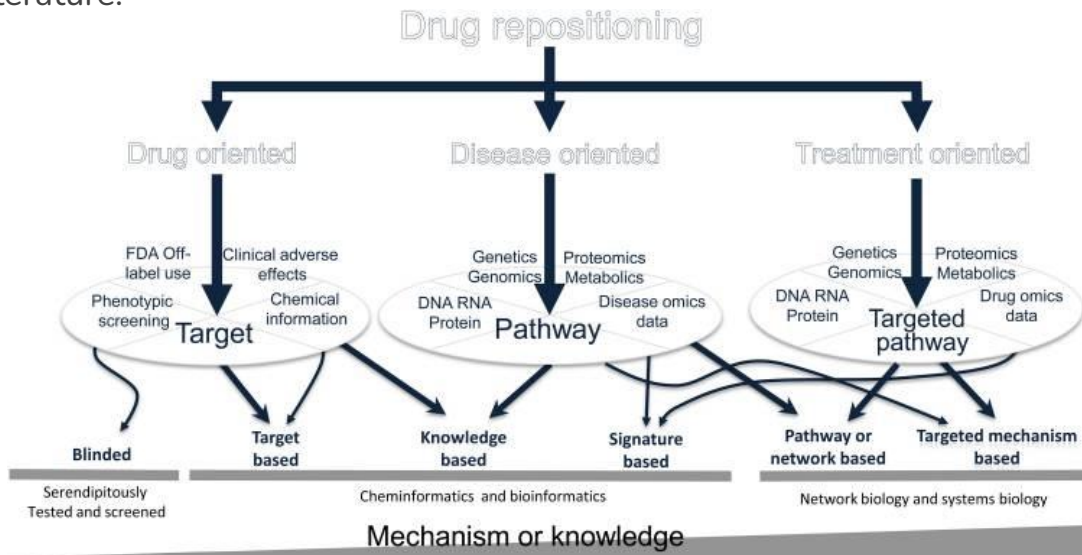 Drug repositioning
Drug oriented
Disease oriented
Treatment oriented
FDA Off-
label use
Clinical adverse
effects
Phenotypic
screening
Chemical
information
Target
Genetics
Genomics
Proteomics
Metabolics
DNA RNA
Protein
Disease omics
data
Pathway
Genetics
Genomics
Proteomics
Metabolics
DNA RNA
Protein
Drug omics
data
Targeted
pathway
Blinded
Target
based
Knowledge
based
Signature
based
Pathway or
network based
Targeted mechanism
based
Serendipitously
Tested and screened
Cheminformatics and bioinformatics
Network biology and systems biology
Mechanism or knowledge